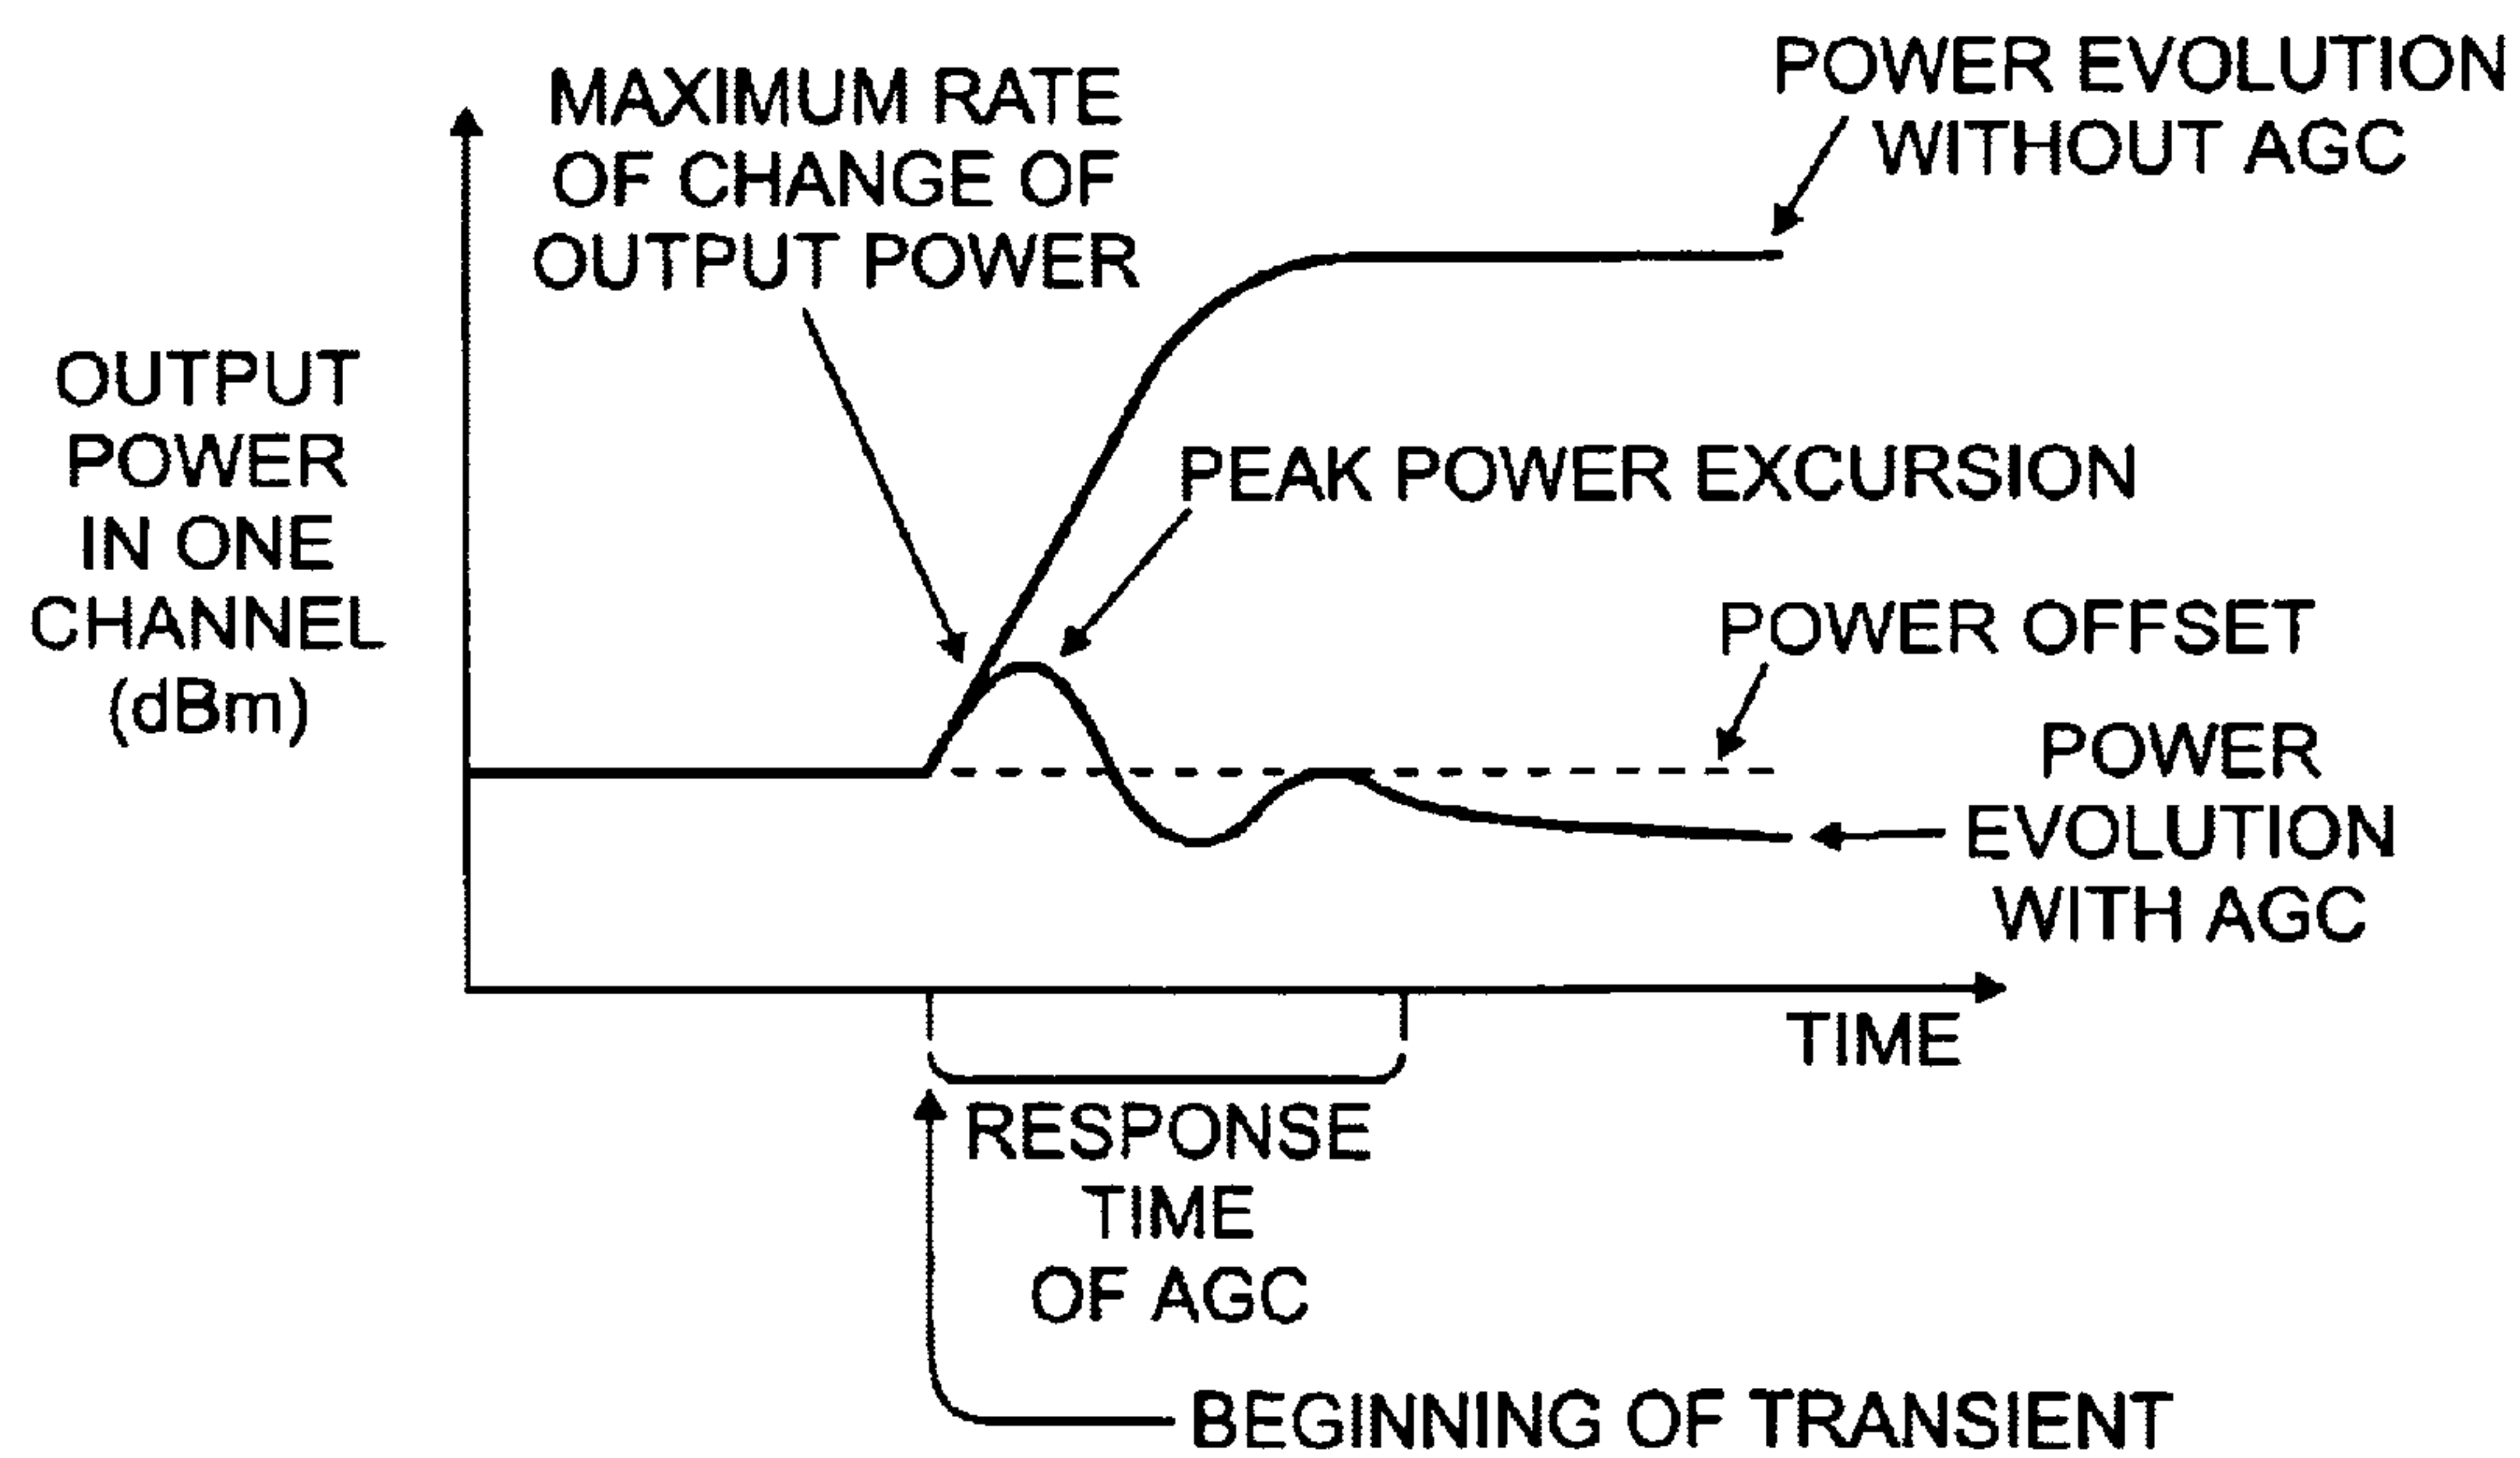 MAXIMUM RATE
OF CHANGE OF
OUTPUT POWER
POWER EVOLUTION
WITHOUT AGC
OUTPUT
POWER
IN ONE
CHANNEL
(dBm)
PEAK POWER EXCURSION
POWER OFFSET
POWER
EVOLUTION
WITH AGC
TIME
RESPONSE
TIME
OF AGC
BEGINNING OF TRANSIENT